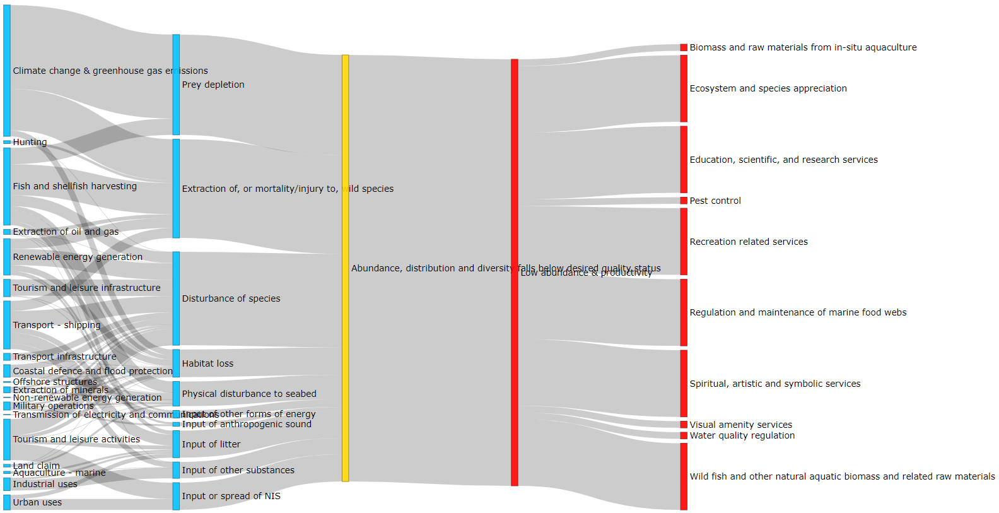 Climate change & greenhouse gas emissions
Hunting
Fish and shellfish harvesting
Extraction of oil and gas
Renewable energy generation
Tourism and leisure infrastructure
Transport - shipping
Transport infrastructure
Coastal defence and flood protection
Offshore structures
Extraction of minerals
Non-renewable energy generation
Military operations
Transmission of electricity and communications
Tourism and leisure activities
Land claim
Aquaculture - marine
Industrial uses
Urban uses
Prey depletion
Extraction of, or mortality/injury to, wild species
Disturbance of species
Habitat loss
Physical disturbance to seabed
Input of other forms of energy
Input of anthropogenic sound
Input of litter
Input of other substances
Input or spread of NIS
Abundance, distribution and diversity falls below desired quality status
Low abundance & productivity
Biomass and raw materials from in-situ aquaculture
Ecosystem and species appreciation
Education, scientific, and research services
Pest control
Recreation related services
Regulation and maintenance of marine food webs
Spiritual, artistic and symbolic services
Visual amenity services
Water quality regulation
Wild fish and other natural aquatic biomass and related raw materials